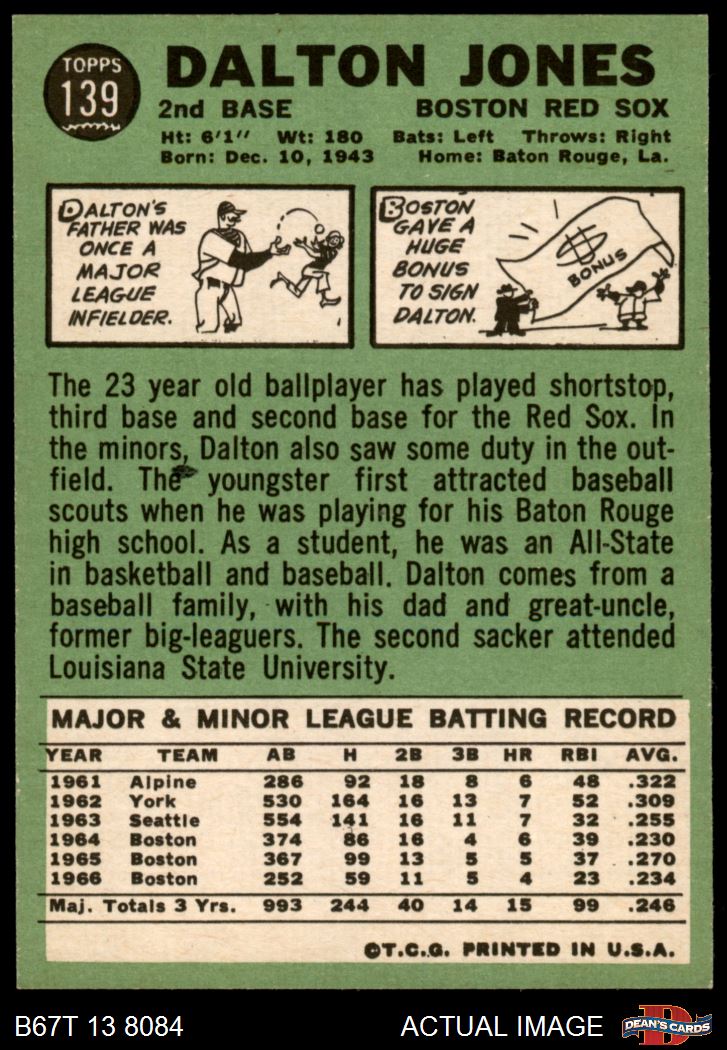 TOPPS
139
DALTON JONES
2nd BASE BOSTON RED SOX
Ht: 6'1" Wt: 180 Bats: Left Throws: Right
Born: Dec. 10, 1943 Home: Baton Rouge, La.
DALTON'S
FATHER WAS
ONCE A
MAJOR
LEAGUE
INFIELDER.
BOSTON
GAVE A
HUGE
BONUS
TO SIGN
DALTON.
BONUS
The 23 year old ballplayer has played shortstop,
third base and second base for the Red Sox. In
the minors, Dalton also saw some duty in the out-
field. The youngster first attracted baseball
scouts when he was playing for his Baton Rouge
high school. As a student, he was an All-State
in basketball and baseball. Dalton comes from a
baseball family, with his dad and great-uncle,
former big-leaguers. The second sacker attended
Louisiana State University.
MAJOR & MINOR LEAGUE BATTING RECORD
YEAR TEAM AB H 2B 3B HR RBI AVG.
1961 Alpine 286 92 18 8 6 48 .322
1962 York 530 164 16 13 7 52 .309
1963 Seattle 554 141 16 11 7 32 .255
1964 Boston 374 86 16 4 6 39 .230
1965 Boston 367 99 13 5 5 37 .270
1966 Boston 252 59 11 5 4 23 .234
Maj. Totals 3 Yrs. 993 244 40 14 15 99 .246
©T.C.G. PRINTED IN U.S.A.
B67T 13 8084 ACTUAL IMAGE
D
DEAN'S CARDS